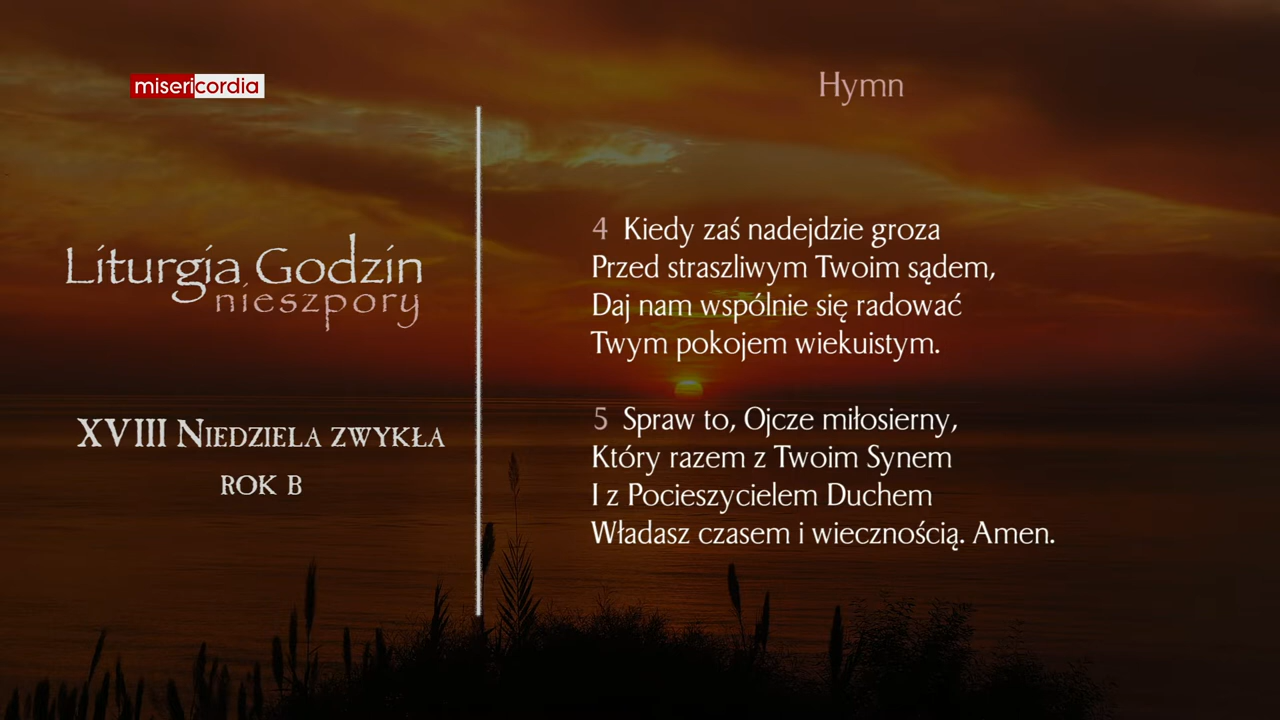 misericordia
Liturgia Godzin
nieszpory
XVIII Niedziela zwykła
rok B
Hymn
4 Kiedy zaś nadejdzie groza
Przed straszliwym Twoim sądem,
Daj nam wspólnie się radować
Twym pokojem wiekuistym.
5 Spraw to, Ojcze miłosierny,
Który razem z Twoim Synem
I z Pocieszycielem Duchem
Władasz czasem i wiecznością. Amen.